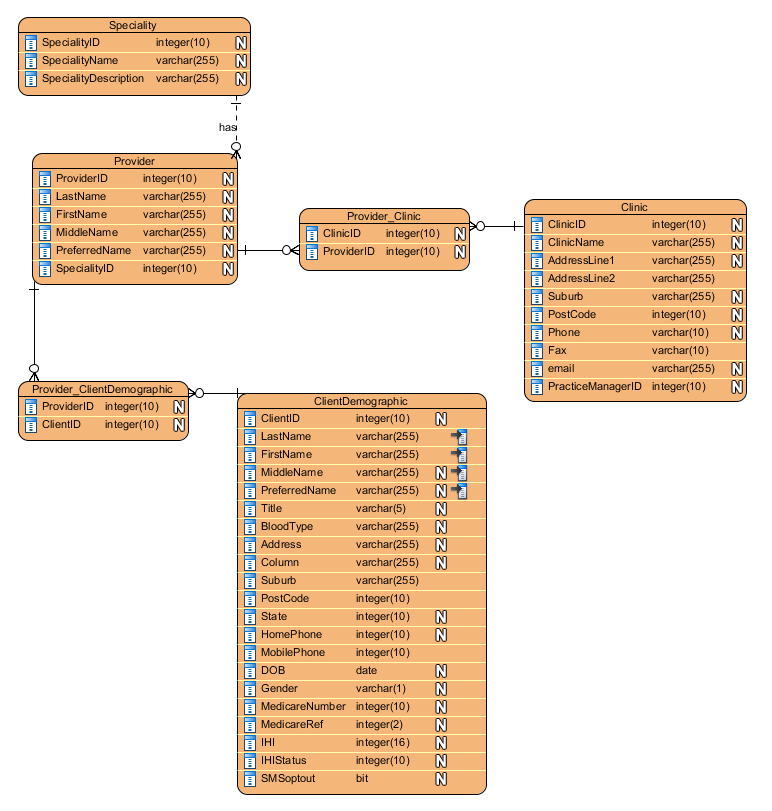 Speciality
SpecialityID integer(10) N
SpecialityName varchar(255) N
SpecialityDescription varchar(255) N
has
Provider
ProviderID integer(10) N
LastName varchar(255) N
FirstName varchar(255) N
MiddleName varchar(255) N
PreferredName varchar(255) N
SpecialityID integer(10) N
Provider_Clinic
ClinicID integer(10) N
ProviderID integer(10) N
Clinic
ClinicID integer(10) N
ClinicName varchar(255) N
AddressLine1 varchar(255) N
AddressLine2 varchar(255)
Suburb varchar(255) N
PostCode integer(10) N
Phone varchar(10) N
Fax varchar(10)
email varchar(255) N
PracticeManagerID integer(10) N
Provider_ClientDemographic
ProviderID integer(10) N
ClientID integer(10) N
ClientDemographic
ClientID integer(10) N
LastName varchar(255)
FirstName varchar(255)
MiddleName varchar(255) N
PreferredName varchar(255) N
Title varchar(5) N
BloodType varchar(255) N
Address varchar(255) N
Column varchar(255) N
Suburb varchar(255)
PostCode integer(10)
State integer(10) N
HomePhone integer(10) N
MobilePhone integer(10)
DOB date N
Gender varchar(1) N
MedicareNumber integer(10) N
MedicareRef integer(2) N
IHI integer(16) N
IHIStatus integer(10) N
SMSoptout bit N